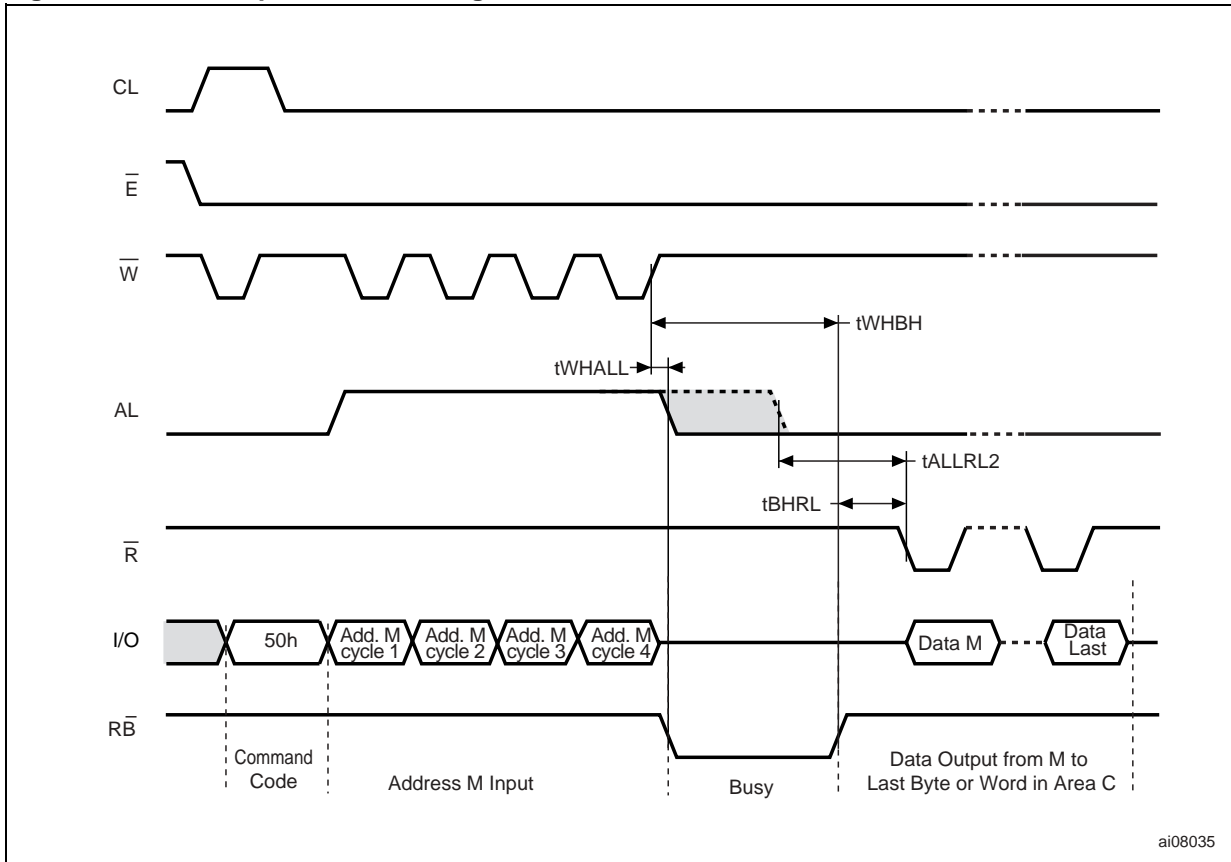 CL
E
W
tWHBH
tWHALL
AL
tALLRL2
tBHRL
R
I/O
50h
Add. M
cycle 1
Add. M
cycle 2
Add. M
cycle 3
Add. M
cycle 4
Data M
Data
Last
RB
Command
Code
Address M Input
Busy
Data Output from M to
Last Byte or Word in Area C
ai08035